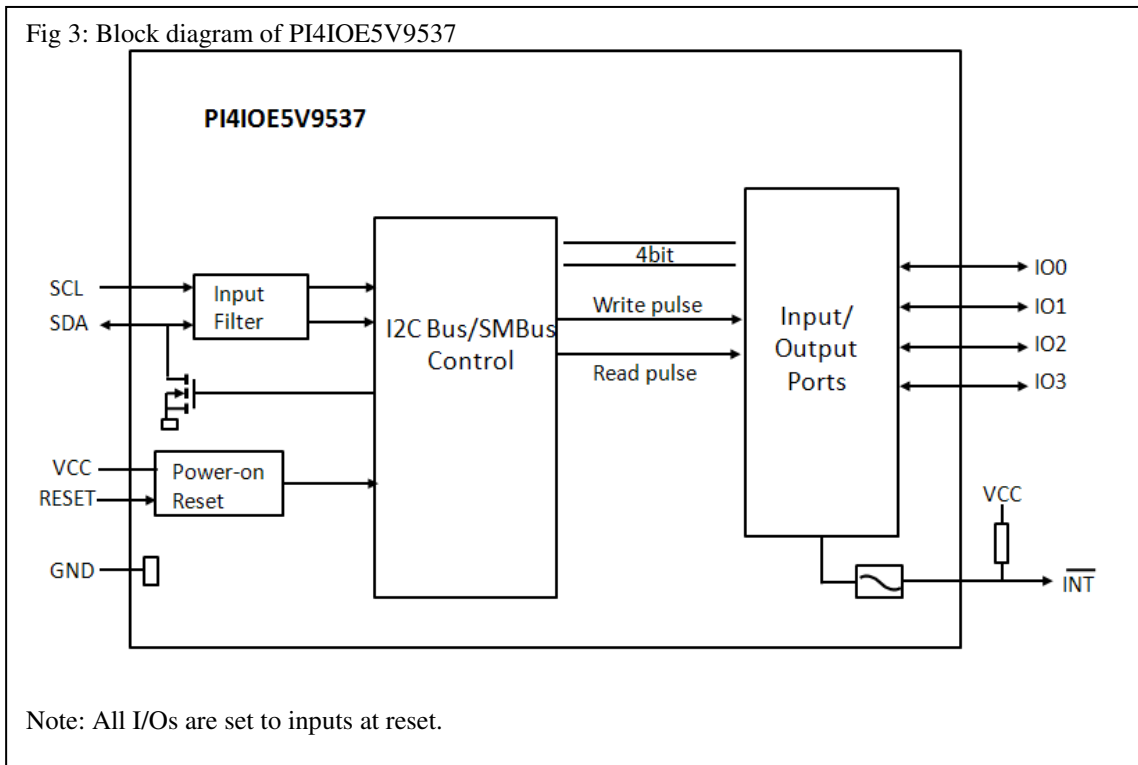 Fig 3: Block diagram of PI4IOE5V9537
PI4IOE5V9537
SCL
SDA
Input
Filter
I2C Bus/SMBus
Control
4bit
Write pulse
Read pulse
Input/
Output
Ports
IO0
IO1
IO2
IO3
VCC
RESET
Power-on
Reset
GND
VCC
INT
Note: All I/Os are set to inputs at reset.